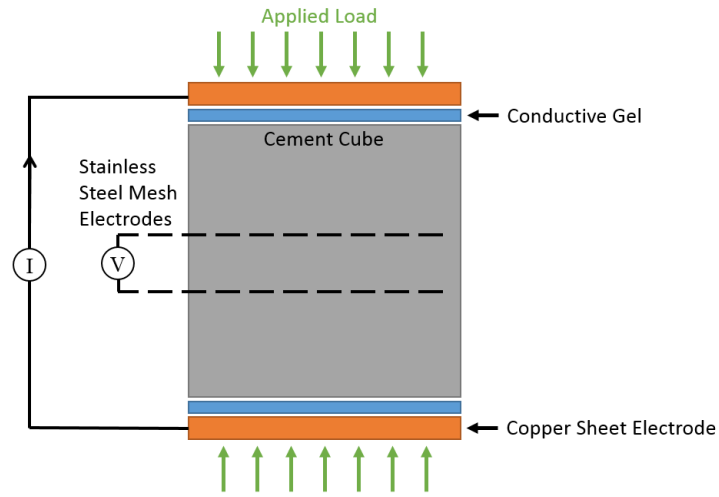 Applied Load
Conductive Gel
Cement Cube
Stainless
Steel Mesh
Electrodes
V
I
Copper Sheet Electrode